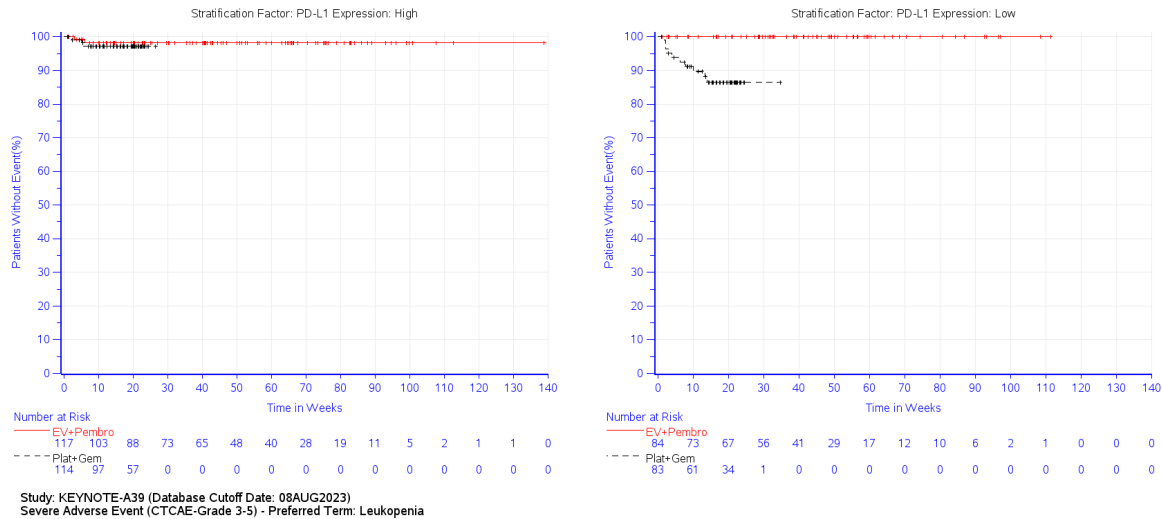 Stratification Factor: PD-L1 Expression: High
Patients Without Event(%)
100
90
80
70
60
50
40
30
20
10
0
0 10 20 30 40 50 60 70 80 90 100 110 120 130 140
Time in Weeks
Number at Risk
EV+Pembro
117 103 88 73 65 48 40 28 19 11 5 2 1 1 0
Plat+Gem
114 97 57 0 0 0 0 0 0 0 0 0 0 0 0
Stratification Factor: PD-L1 Expression: Low
Patients Without Event(%)
100
90
80
70
60
50
40
30
20
10
0
0 10 20 30 40 50 60 70 80 90 100 110 120 130 140
Time in Weeks
Number at Risk
EV+Pembro
84 73 67 56 41 29 17 12 10 6 2 1 0 0 0
Plat+Gem
83 61 34 1 0 0 0 0 0 0 0 0 0 0 0
Study: KEYNOTE-A39 (Database Cutoff Date: 08AUG2023)
Severe Adverse Event (CTCAE-Grade 3-5) - Preferred Term: Leukopenia